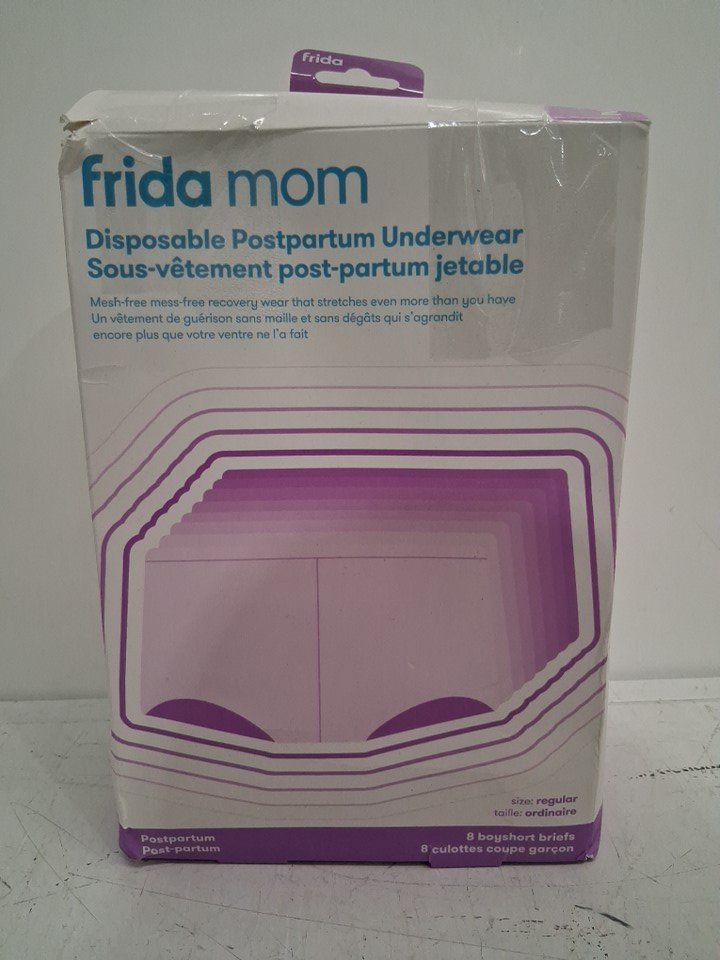 frida
frida mom
Disposable Postpartum Underwear
Sous-vêtement post-partum jetable
Mesh-free mess-free recovery wear that stretches even more than you have
Un vêtement de guérison sans maille et sans dégâts qui s'agrandit
encore plus que votre ventre ne l'a fait
size: regular
taille: ordinaire
Postpartum
Post-partum
8 boyshort briefs
8 culottes coupe garçon